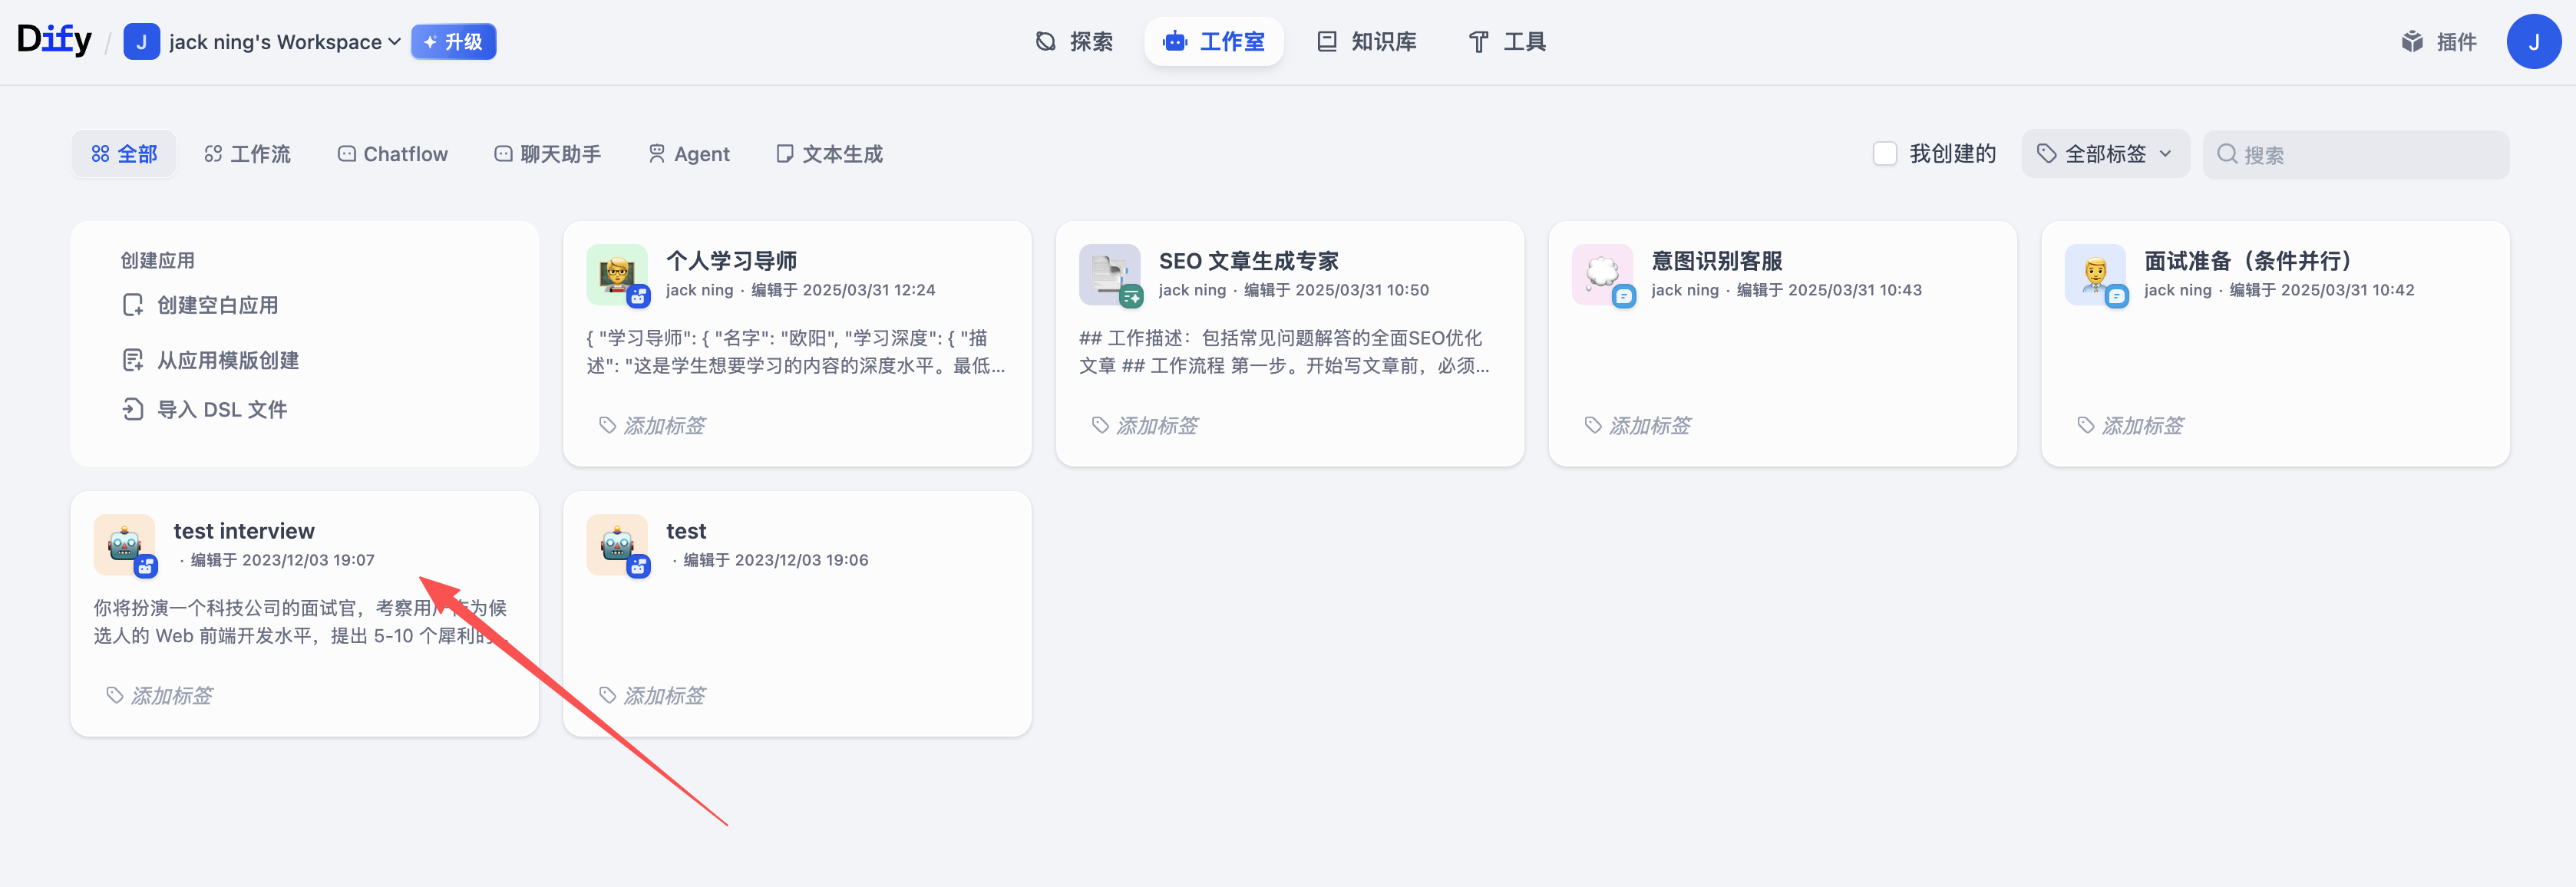 Dify / J jack ning's Workspace 升级
探索 工作室 知识库 工具
插件 J
全部 工作流 Chatflow 聊天助手 Agent 文本生成
我创建的 全部标签 搜索
创建应用
创建空白应用
从应用模版创建
导入 DSL 文件
个人学习导师
jack ning · 编辑于 2025/03/31 12:24
{ "学习导师": { "名字": "欧阳", "学习深度": { "描
述": "这是学生想要学习的内容的深度水平。最低...
添加标签
SEO 文章生成专家
jack ning · 编辑于 2025/03/31 10:50
## 工作描述：包括常见问题解答的全面SEO优化
文章 ## 工作流程 第一步。开始写文章前，必须...
添加标签
意图识别客服
jack ning · 编辑于 2025/03/31 10:43
添加标签
面试准备（条件并行）
jack ning · 编辑于 2025/03/31 10:42
添加标签
test interview
· 编辑于 2023/12/03 19:07
你将扮演一个科技公司的面试官，考察用户作为候
选人的 Web 前端开发水平，提出 5-10 个犀利的...
添加标签
test
· 编辑于 2023/12/03 19:06
添加标签